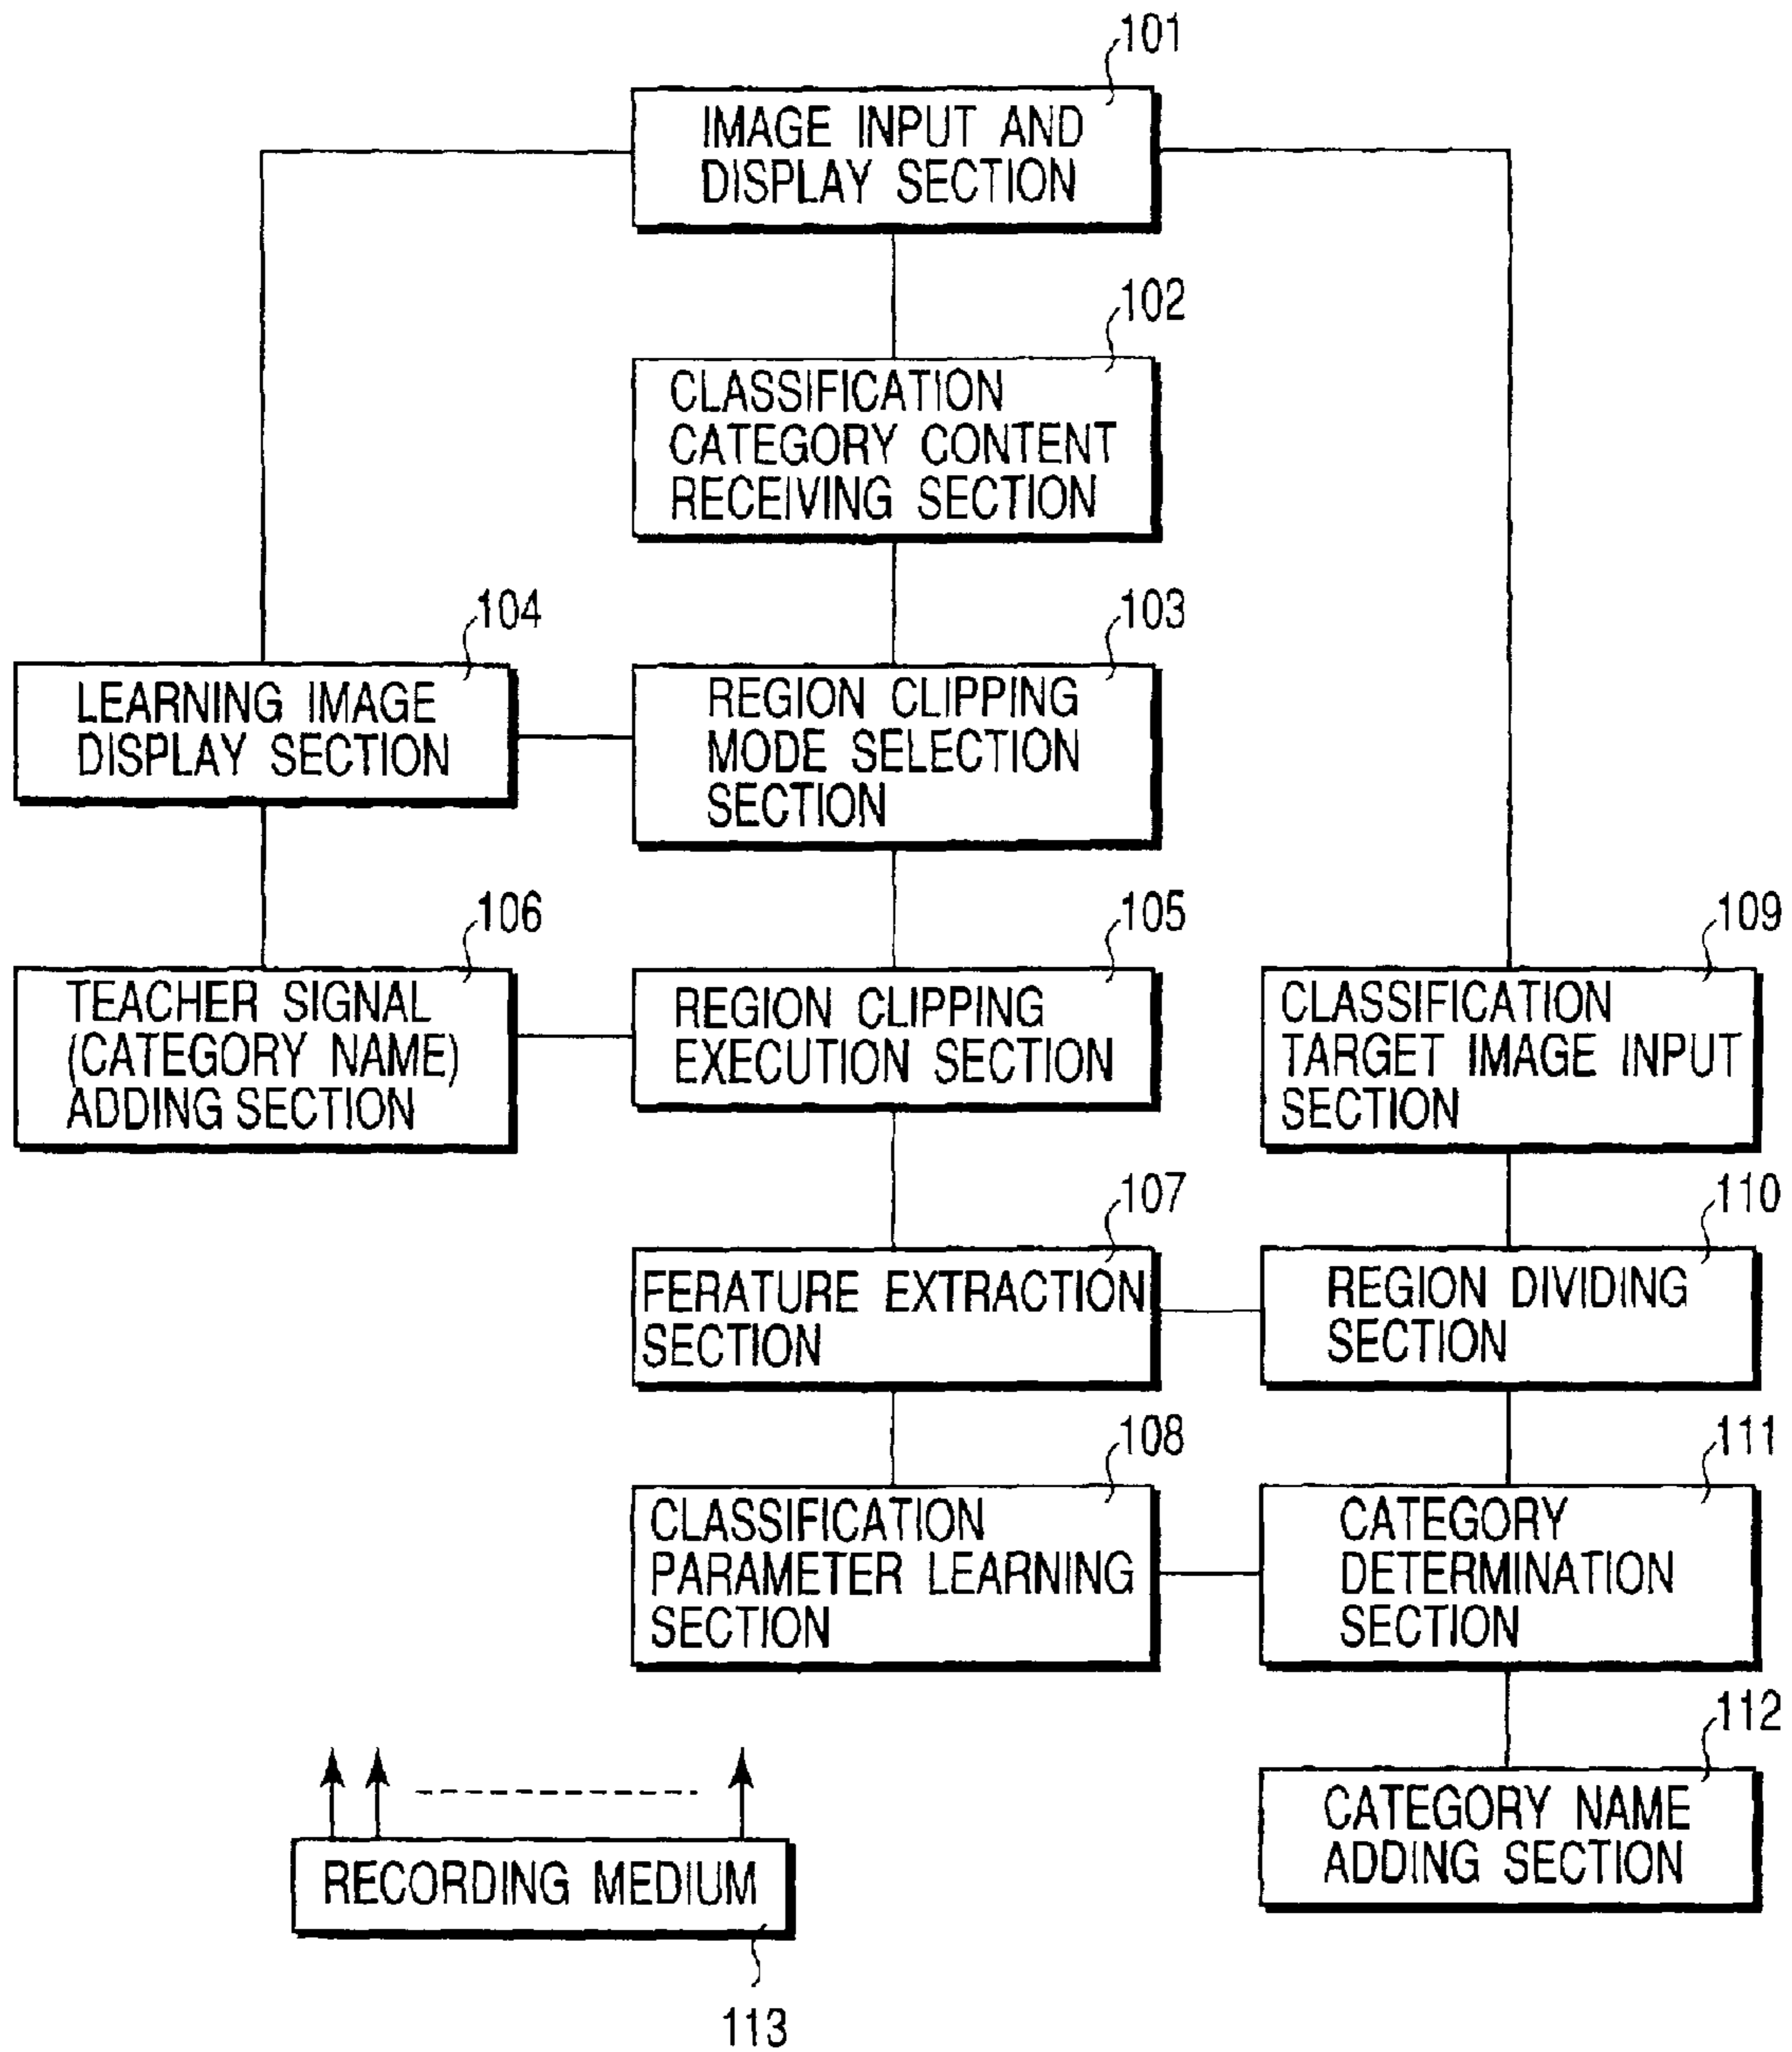 101
IMAGE INPUT AND
DISPLAY SECTION
102
CLASSIFICATION
CATEGORY CONTENT
RECEIVING SECTION
104
LEARNING IMAGE
DISPLAY SECTION
103
REGION CLIPPING
MODE SELECTION
SECTION
106
TEACHER SIGNAL
(CATEGORY NAME)
ADDING SECTION
105
REGION CLIPPING
EXECUTION SECTION
109
CLASSIFICATION
TARGET IMAGE INPUT
SECTION
107
FERATURE EXTRACTION
SECTION
110
REGION DIVIDING
SECTION
108
CLASSIFICATION
PARAMETER LEARNING
SECTION
111
CATEGORY
DETERMINATION
SECTION
112
CATEGORY NAME
ADDING SECTION
RECORDING MEDIUM
113